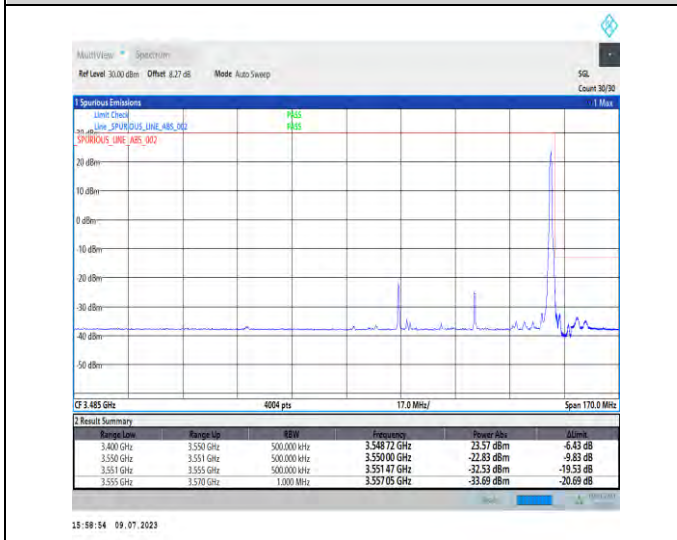 MultiView Spectrum
Ref Level 30.00 dBm Offset 8.27 dB Mode Auto Sweep SGL
Count 30/30
1 Spurious Emissions 1 Max
Limit Check PASS
Line _SPURIOUS_LINE_ABS_002 PASS
30 dBm
_SPURIOUS_LINE_ABS_002
20 dBm
10 dBm
0 dBm
-10 dBm
-20 dBm
-30 dBm
-40 dBm
-50 dBm
CF 3.485 GHz 4004 pts 17.0 MHz/ Span 170.0 MHz
2 Result Summary
Range Low Range Up RBW Frequency Power Abs ΔLimit
3.400 GHz 3.550 GHz 500.000 kHz 3.548 72 GHz 23.57 dBm -6.43 dB
3.550 GHz 3.551 GHz 500.000 kHz 3.550 00 GHz -22.83 dBm -9.83 dB
3.551 GHz 3.555 GHz 500.000 kHz 3.551 47 GHz -32.53 dBm -19.53 dB
3.555 GHz 3.570 GHz 1.000 MHz 3.557 05 GHz -33.69 dBm -20.69 dB
15:58:54 09.07.2023